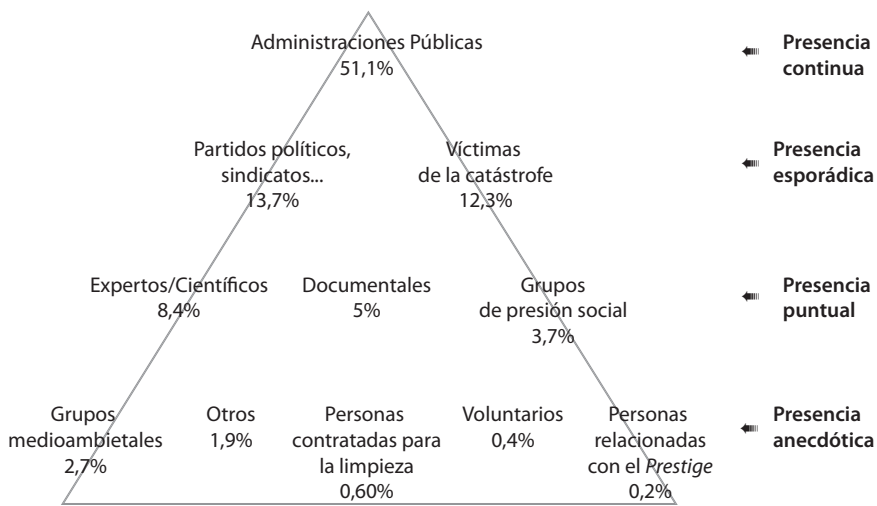 Administraciones Públicas
51,1%
Presencia
continua
Partidos políticos,
sindicatos...
13,7%
Víctimas
de la catástrofe
12,3%
Presencia
esporádica
Expertos/Científicos
8,4%
Documentales
5%
Grupos
de presión social
3,7%
Presencia
puntual
Grupos
medioambietales
2,7%
Otros
1,9%
Personas
contratadas para
la limpieza
0,60%
Voluntarios
0,4%
Personas
relacionadas
con el Prestige
0,2%
Presencia
anecdótica